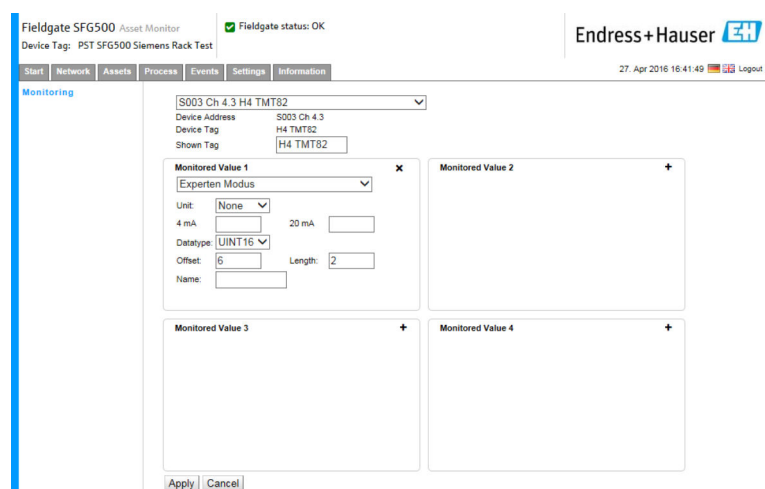 Fieldgate SFG500 Asset Monitor
Fieldgate status: OK
Device Tag: PST SFG500 Siemens Rack Test
Endress+Hauser EH
Start Network Assets Process Events Settings Information
27. Apr 2016 16:41:49 Logout
Monitoring
S003 Ch 4.3 H4 TMT82
Device Address S003 Ch 4.3
Device Tag H4 TMT82
Shown Tag H4 TMT82
Monitored Value 1
Experten Modus
Unit: None
4 mA 20 mA
Datatype: UINT16
Offset: 6 Length: 2
Name:
Monitored Value 2
Monitored Value 3
Monitored Value 4
Apply Cancel